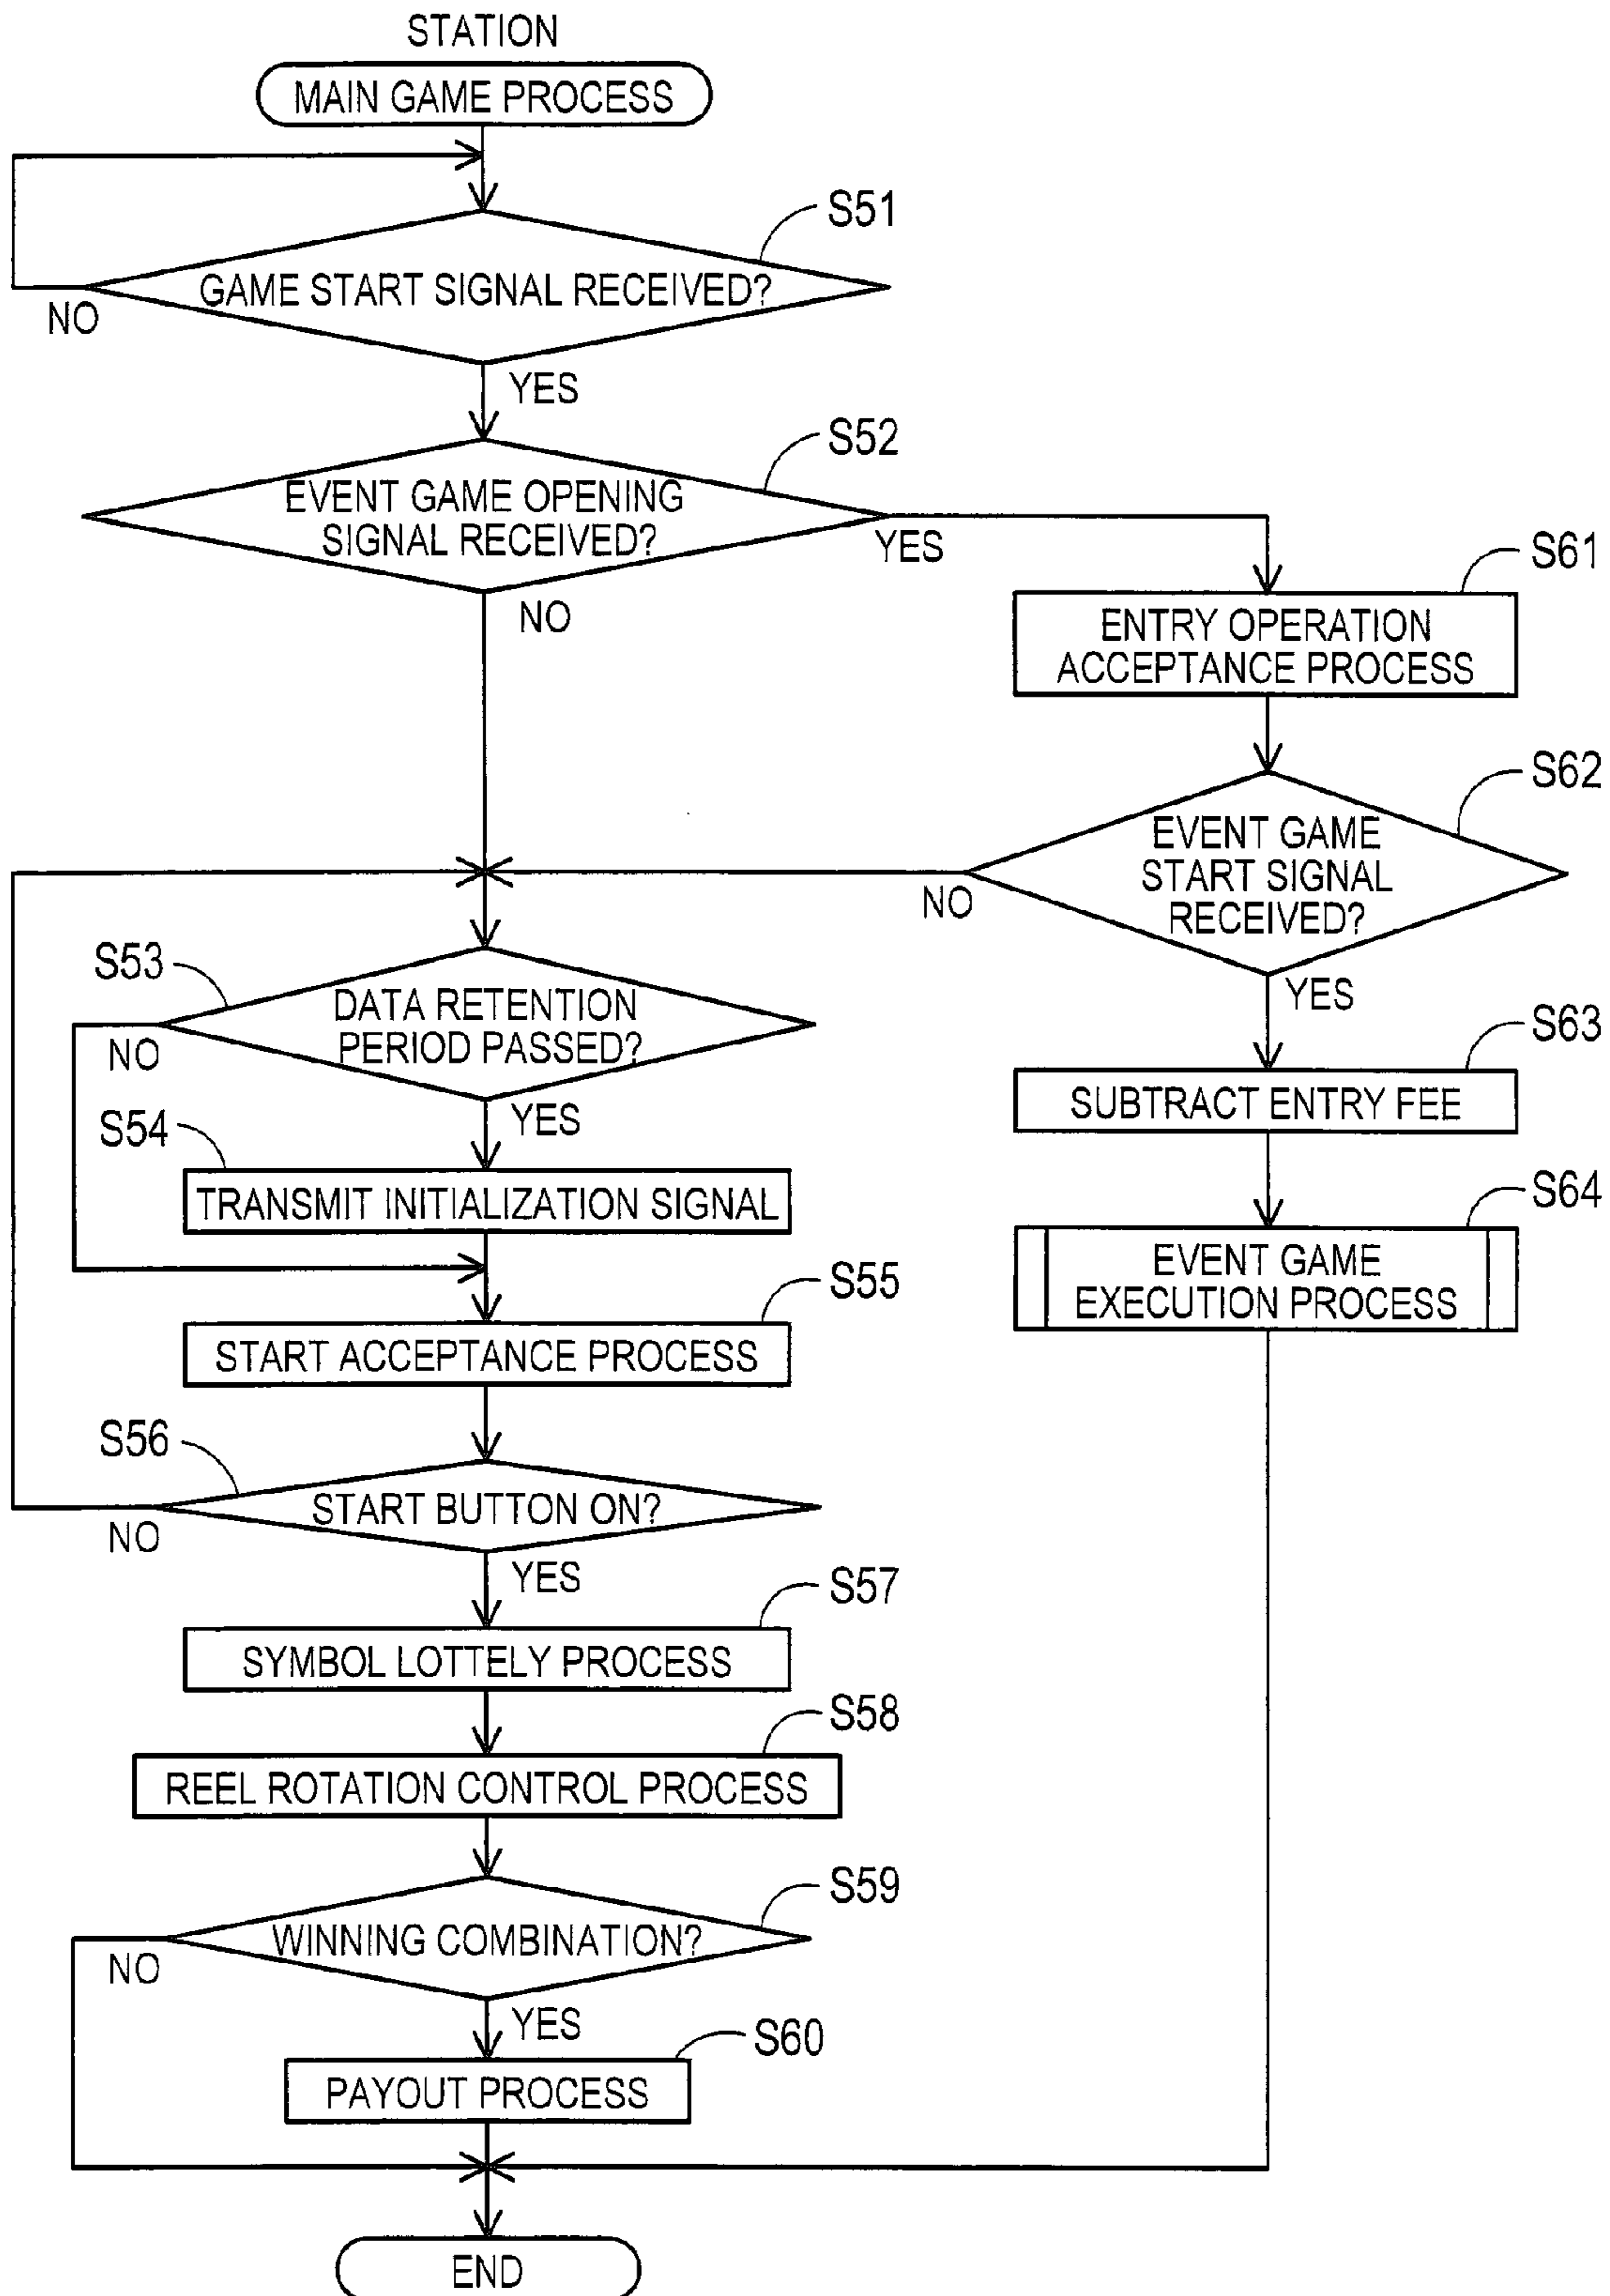 STATION
MAIN GAME PROCESS
S51
GAME START SIGNAL RECEIVED?
NO
YES
S52
EVENT GAME OPENING
SIGNAL RECEIVED?
YES
NO
S61
ENTRY OPERATION
ACCEPTANCE PROCESS
S62
EVENT GAME
START SIGNAL
RECEIVED?
NO
YES
S53
DATA RETENTION
PERIOD PASSED?
NO
YES
S63
SUBTRACT ENTRY FEE
S54
TRANSMIT INITIALIZATION SIGNAL
S64
EVENT GAME
EXECUTION PROCESS
S55
START ACCEPTANCE PROCESS
S56
START BUTTON ON?
NO
YES
S57
SYMBOL LOTTELY PROCESS
S58
REEL ROTATION CONTROL PROCESS
S59
WINNING COMBINATION?
NO
YES
S60
PAYOUT PROCESS
END